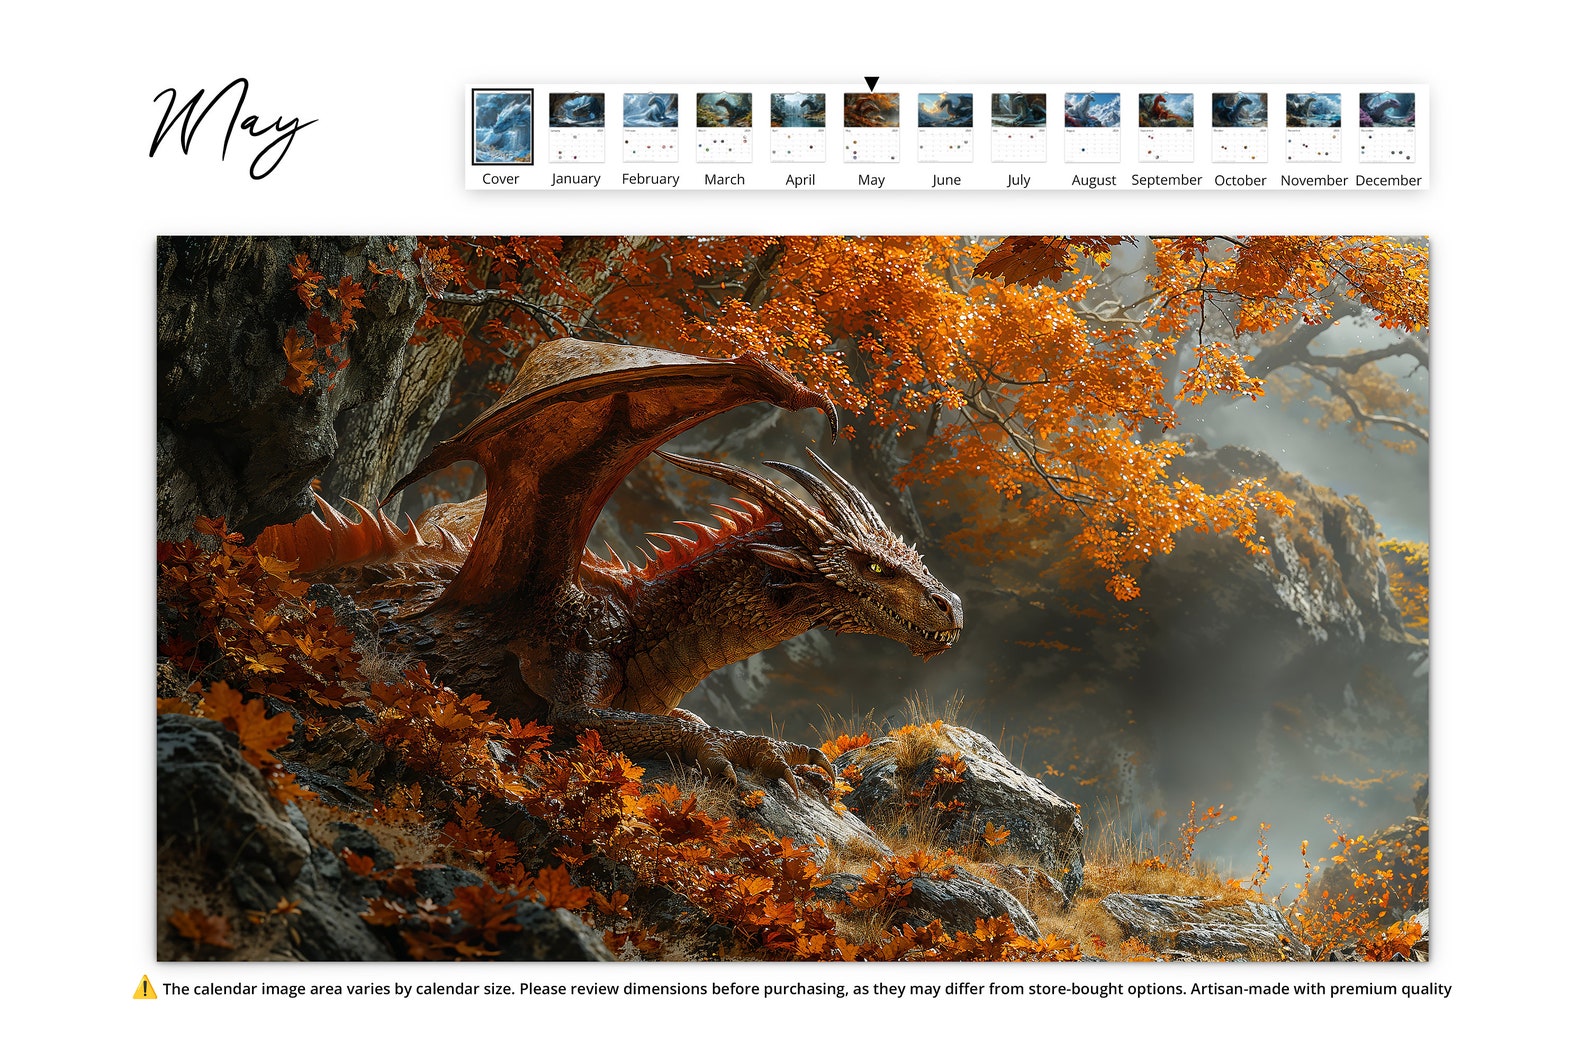 May
Cover January February March April May June July August September October November December
The calendar image area varies by calendar size. Please review dimensions before purchasing, as they may differ from store-bought options. Artisan-made with premium quality